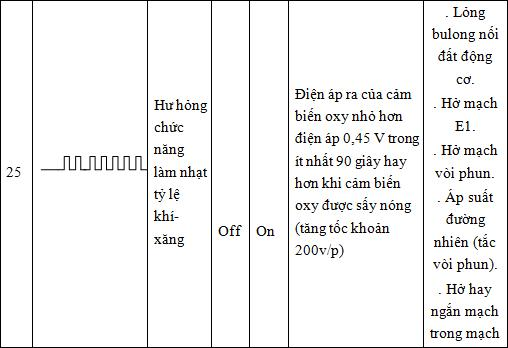 25
Hư hỏng
chức
năng
làm nhạt
tỷ lệ
khí-
xăng
Off
On
Điện áp ra của cảm
biến oxy nhỏ hơn
điện áp 0,45 V trong
ít nhất 90 giây hay
hơn khi cảm biến
oxy được sấy nóng
(tăng tốc khoản
200v/p)
. Lỏng
bulong nối
đất động
cơ.
. Hở mạch
E1.
. Hở mạch
vòi phun.
. Áp suất
đường
nhiên (tắc
vòi phun).
. Hở hay
ngắn mạch
trong mạch